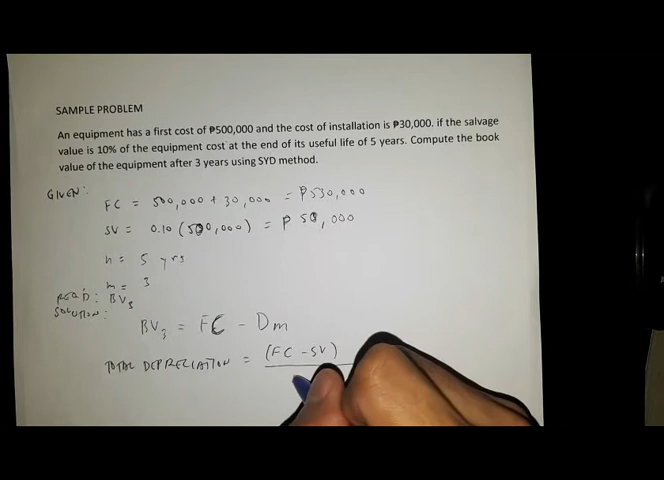 SAMPLE PROBLEM
An equipment has a first cost of ₱500,000 and the cost of installation is ₱30,000. if the salvage
value is 10% of the equipment cost at the end of its useful life of 5 years. Compute the book
value of the equipment after 3 years using SYD method.
GIVEN:
FC = 500,000 + 30,000 = ₱530,000
SV = 0.10 (500,000) = ₱ 50,000
n = 5 yrs
m = 3
REQ'D: BV3
SOLUTION:
BV3 = FC - Dm
TOTAL DEPRECIATION = (FC - SV)